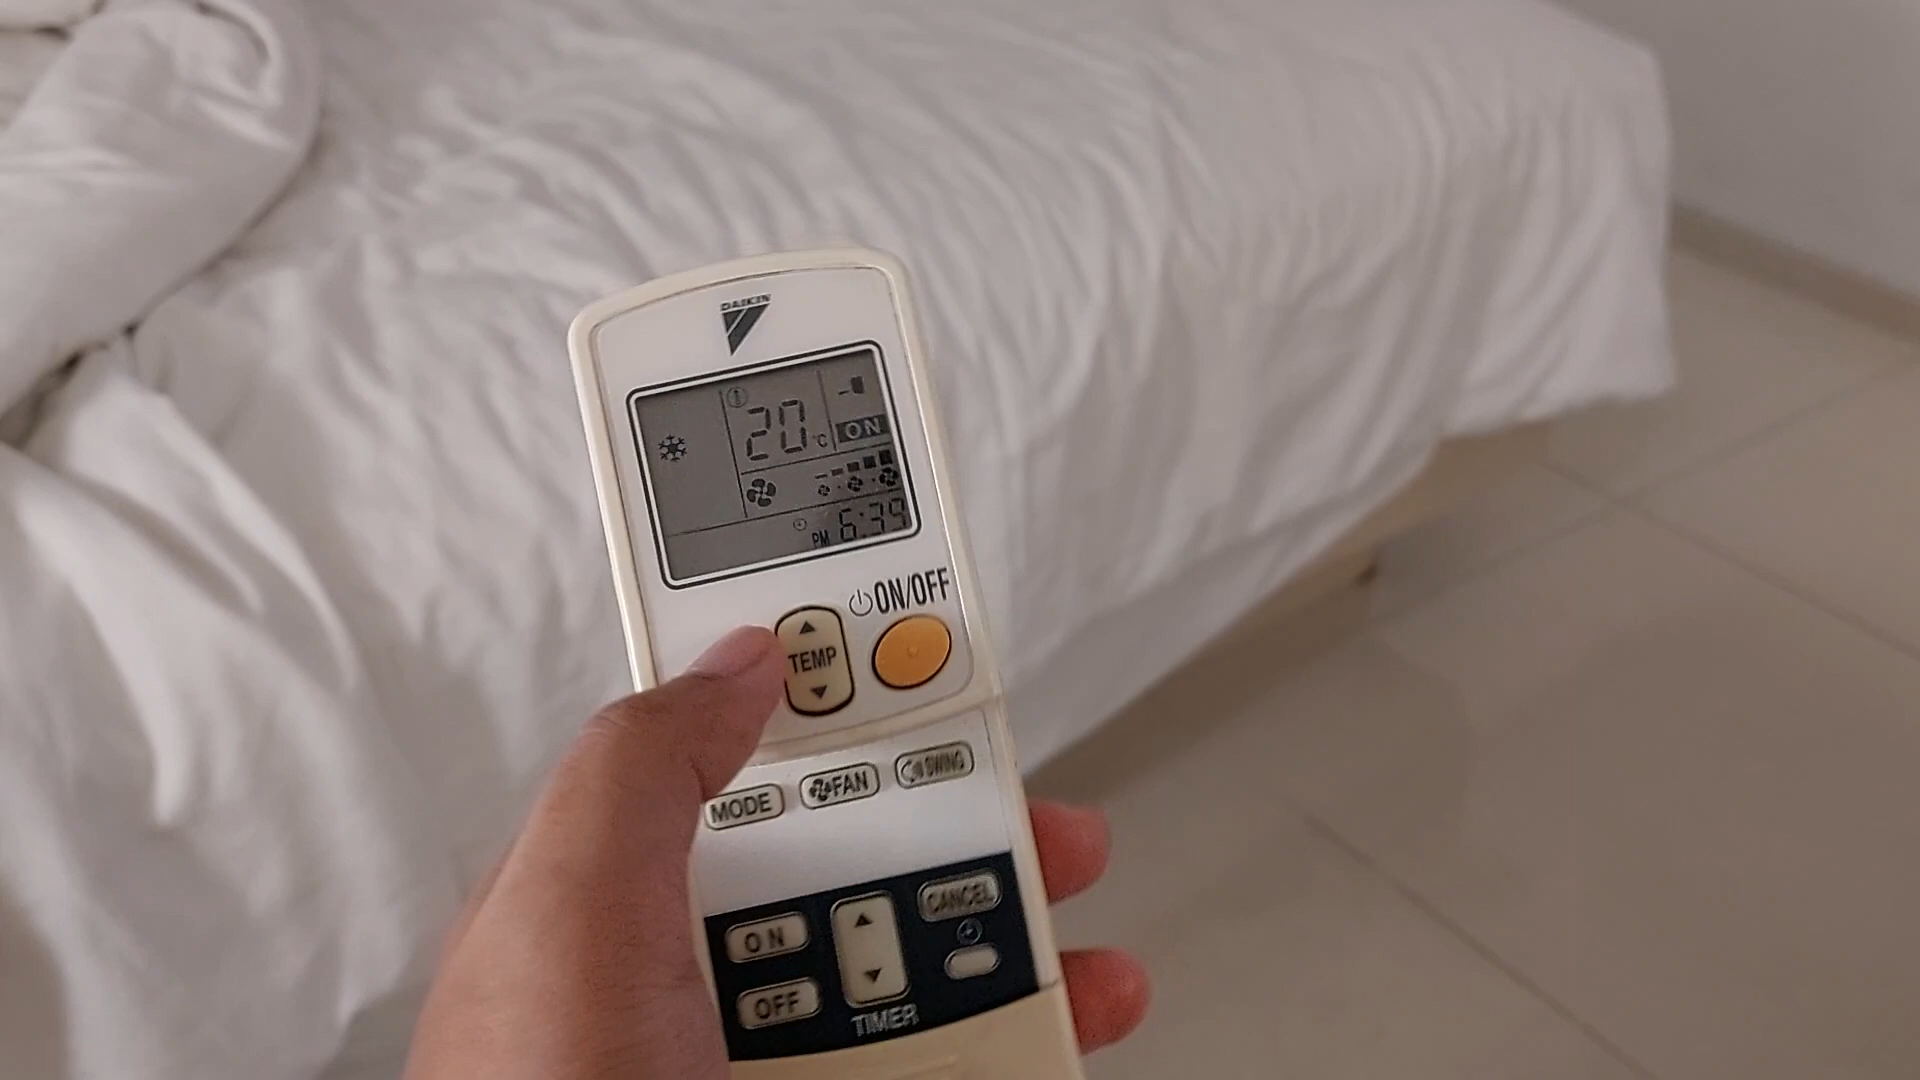 DAIKIN
20 °C
ON
PM 6:39
ON/OFF
TEMP
MODE
FAN
SWING
CANCEL
ON
OFF
TIMER